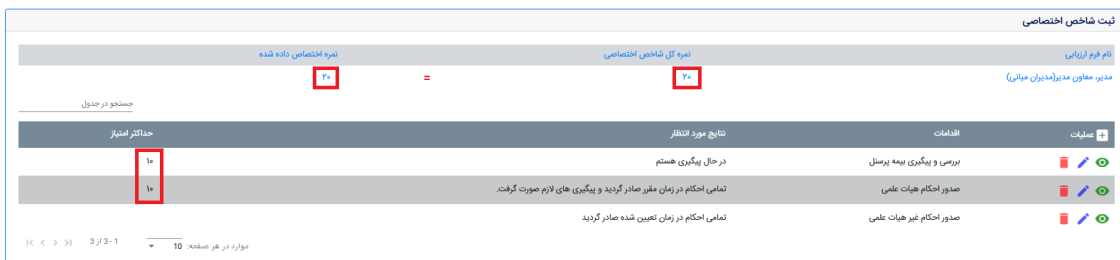 ثبت شاخص اختصاصی
نام فرم ارزیابی نمره کل شاخص اختصاصی نمره اختصاص داده شده
مدیر، معاون مدیر(مدیران میانی) ۲۰ = ۲۰
جستجو در جدول
عملیات اقدامات نتایج مورد انتظار حداکثر امتیاز
بررسی و پیگیری بیمه پرسنل در حال پیگیری هستم ۱۰
صدور احکام هیات علمی تمامی احکام در زمان مقرر صادر گردید و پیگیری های لازم صورت گرفت. ۱۰
صدور احکام غیر هیات علمی تمامی احکام در زمان تعیین شده صادر گردید
موارد در هر صفحه: 10 1 - 3 از 3